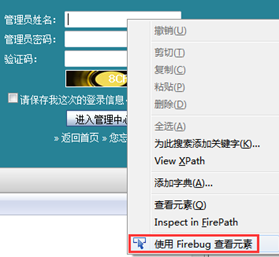 管理员姓名：
管理员密码：
验证码：
8C
请保存我这次的登录信息
进入管理中心
» 返回首页 » 您忘
撤销(U)
剪切(T)
复制(C)
粘贴(P)
删除(D)
全选(A)
为此搜索添加关键字(K)...
View XPath
添加字典(A)...
查看元素(Q)
Inspect in FirePath
使用 Firebug 查看元素